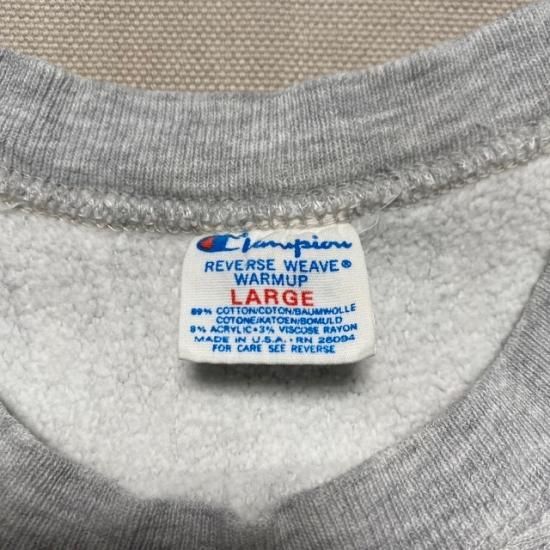 Champion
REVERSE WEAVE®
WARMUP
LARGE
89% COTTON/COTON/BAUMWOLLE
COTONE/KATOEN/BOMULD
8% ACRYLIC•3% VISCOSE RAYON
MADE IN U.S.A.• RN 26094
FOR CARE SEE REVERSE